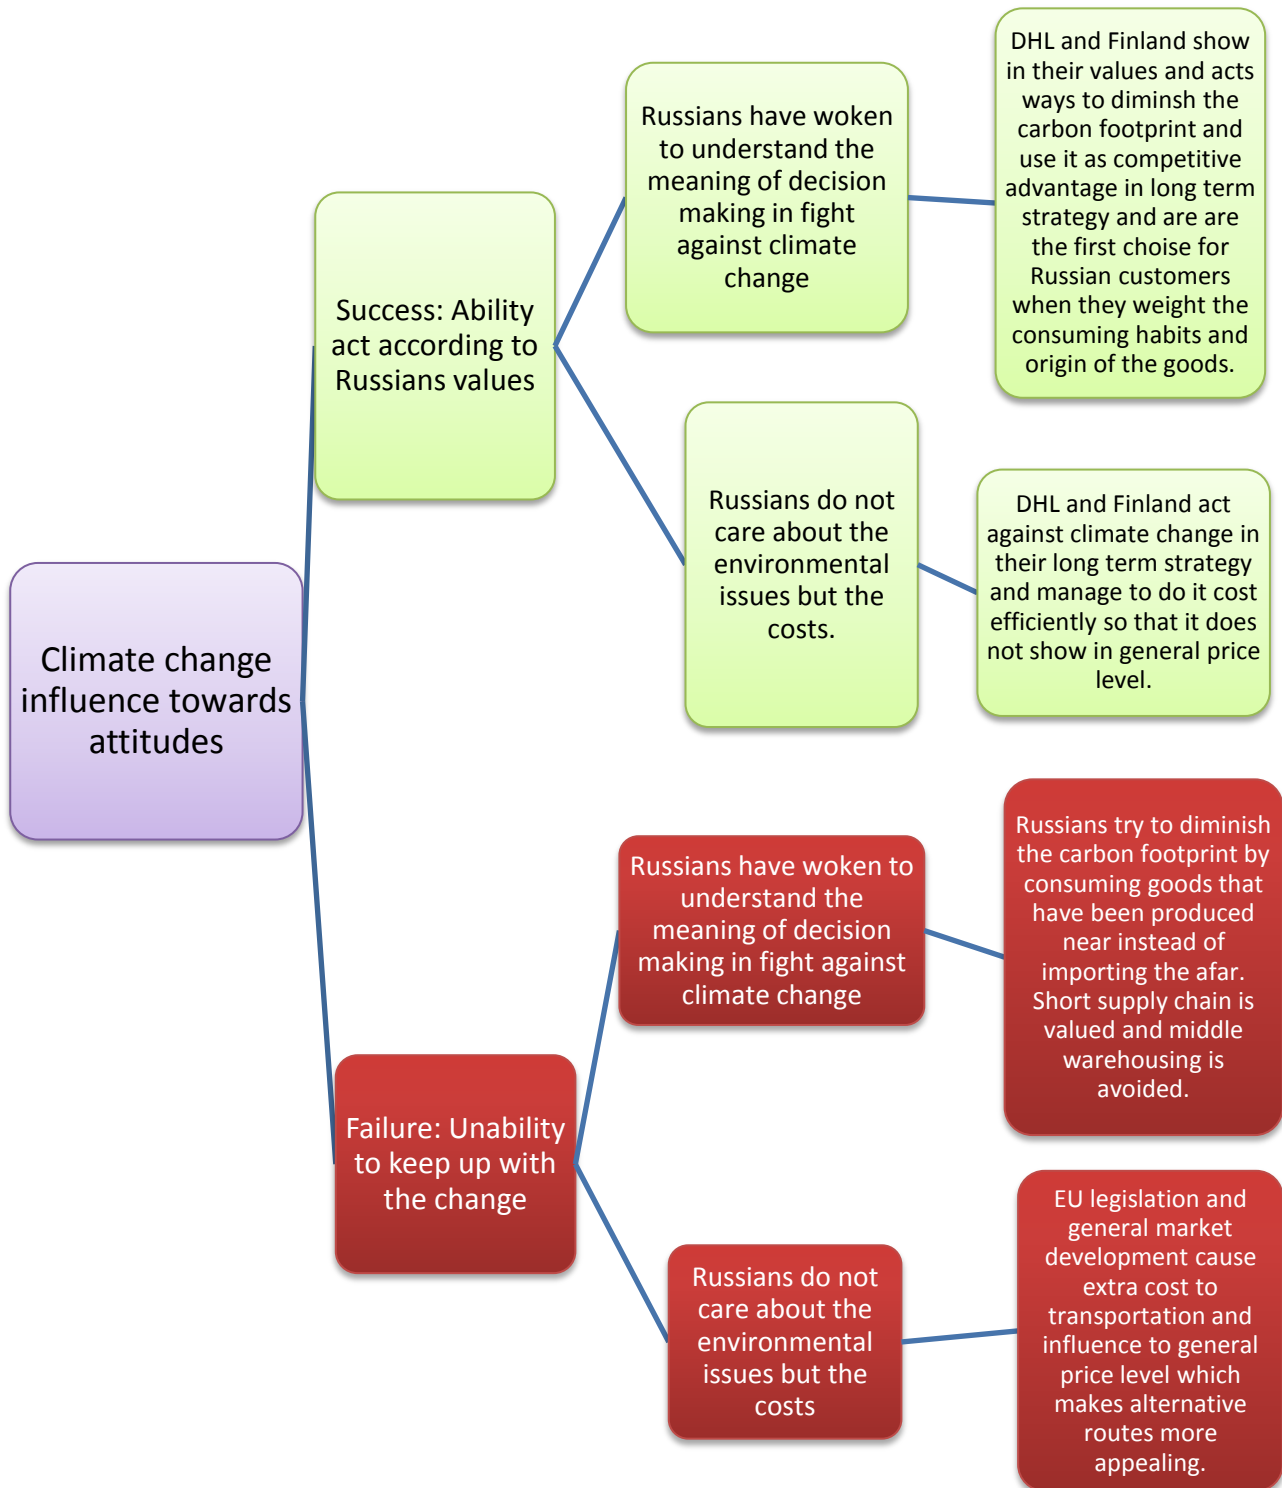 Climate change
influence towards
attitudes
Success: Ability
act according to
Russians values
Russians have woken
to understand the
meaning of decision
making in fight
against climate
change
DHL and Finland show
in their values and acts
ways to diminsh the
carbon footprint and
use it as competitive
advantage in long term
strategy and are are
the first choise for
Russian customers
when they weight the
consuming habits and
origin of the goods.
Russians do not
care about the
environmental
issues but the
costs.
DHL and Finland act
against climate change in
their long term strategy
and manage to do it cost
efficiently so that it does
not show in general price
level.
Failure: Unability
to keep up with
the change
Russians have woken to
understand the
meaning of decision
making in fight against
climate change
Russians try to diminish
the carbon footprint by
consuming goods that
have been produced
near instead of
importing the afar.
Short supply chain is
valued and middle
warehousing is
avoided.
Russians do not
care about the
environmental
issues but the
costs
EU legislation and
general market
development cause
extra cost to
transportation and
influence to general
price level which
makes alternative
routes more
appealing.